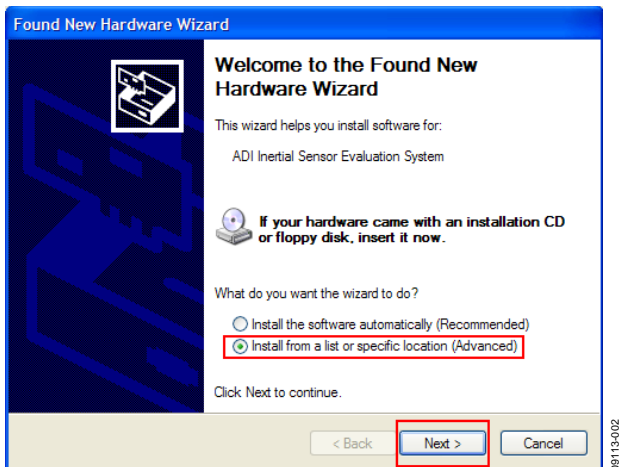 Found New Hardware Wizard
Welcome to the Found New
Hardware Wizard
This wizard helps you install software for:
ADI Inertial Sensor Evaluation System
If your hardware came with an installation CD
or floppy disk, insert it now.
What do you want the wizard to do?
Install the software automatically (Recommended)
Install from a list or specific location (Advanced)
Click Next to continue.
< Back
Next >
Cancel
09113-002